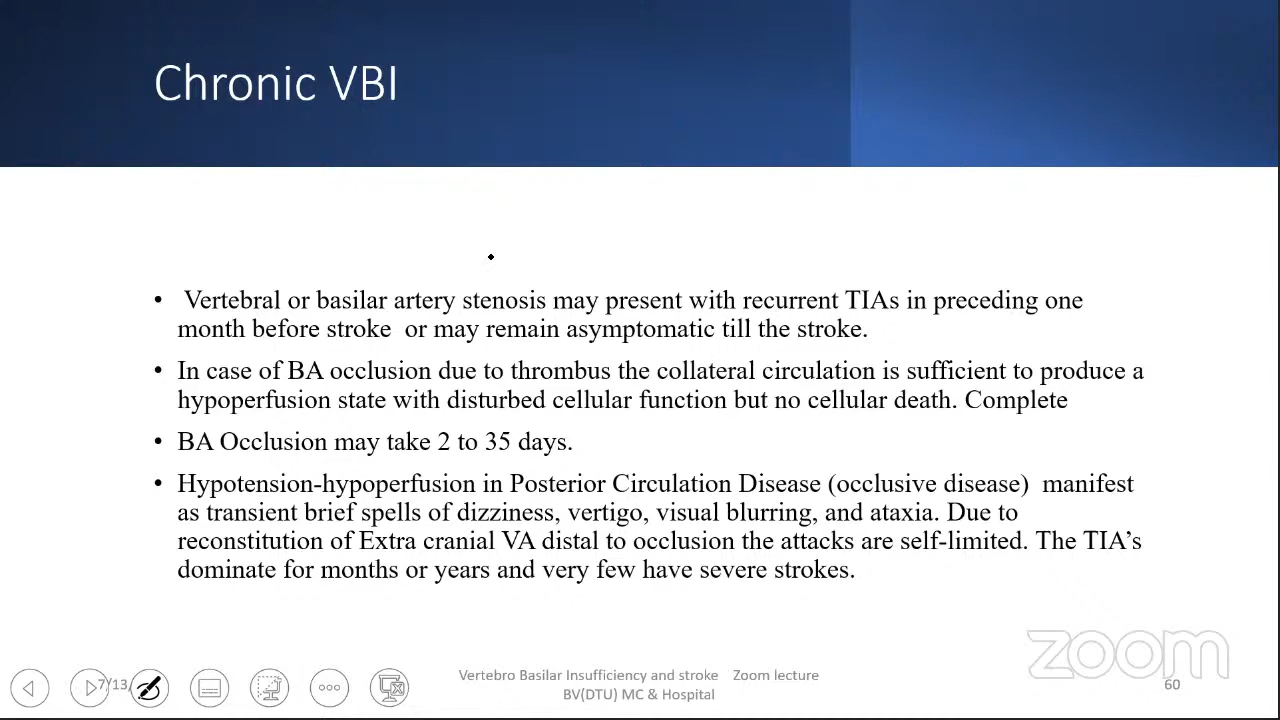 Chronic VBI
• Vertebral or basilar artery stenosis may present with recurrent TIAs in preceding one
month before stroke or may remain asymptomatic till the stroke.
• In case of BA occlusion due to thrombus the collateral circulation is sufficient to produce a
hypoperfusion state with disturbed cellular function but no cellular death. Complete
• BA Occlusion may take 2 to 35 days.
• Hypotension-hypoperfusion in Posterior Circulation Disease (occlusive disease) manifest
as transient brief spells of dizziness, vertigo, visual blurring, and ataxia. Due to
reconstitution of Extra cranial VA distal to occlusion the attacks are self-limited. The TIA’s
dominate for months or years and very few have severe strokes.
zoom
7/13/
Vertebro Basilar Insufficiency and stroke Zoom lecture
BV(DTU) MC & Hospital
60